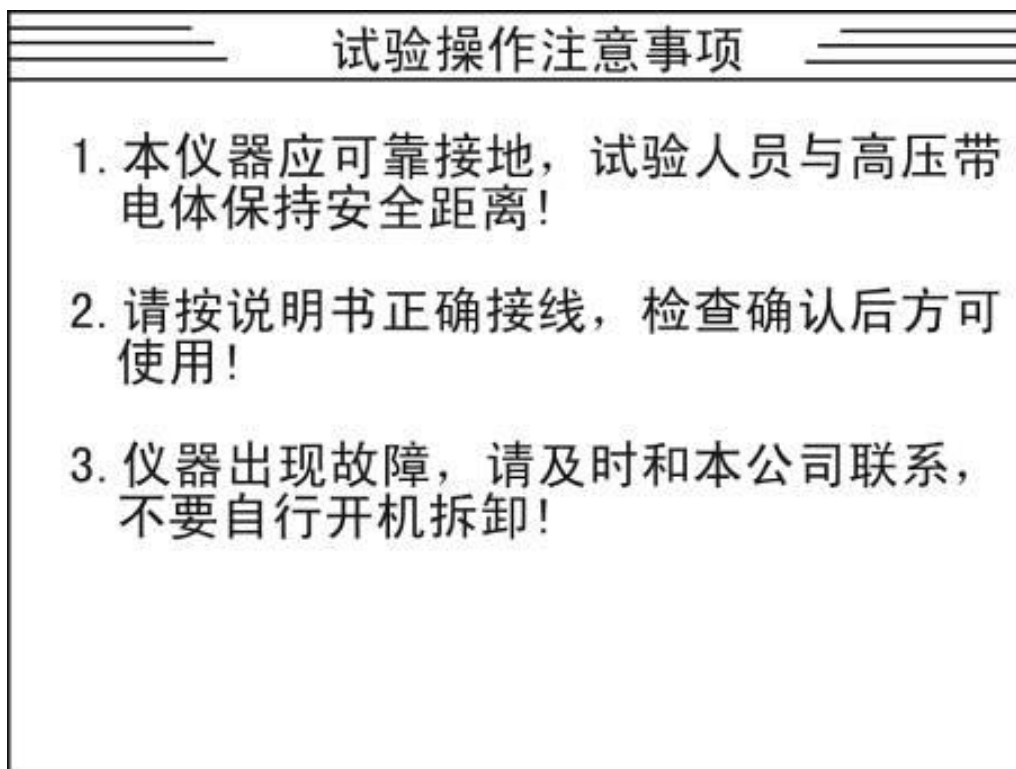 试验操作注意事项
1. 本仪器应可靠接地，试验人员与高压带
电体保持安全距离!
2. 请按说明书正确接线，检查确认后方可
使用!
3. 仪器出现故障，请及时和本公司联系，
不要自行开机拆卸!